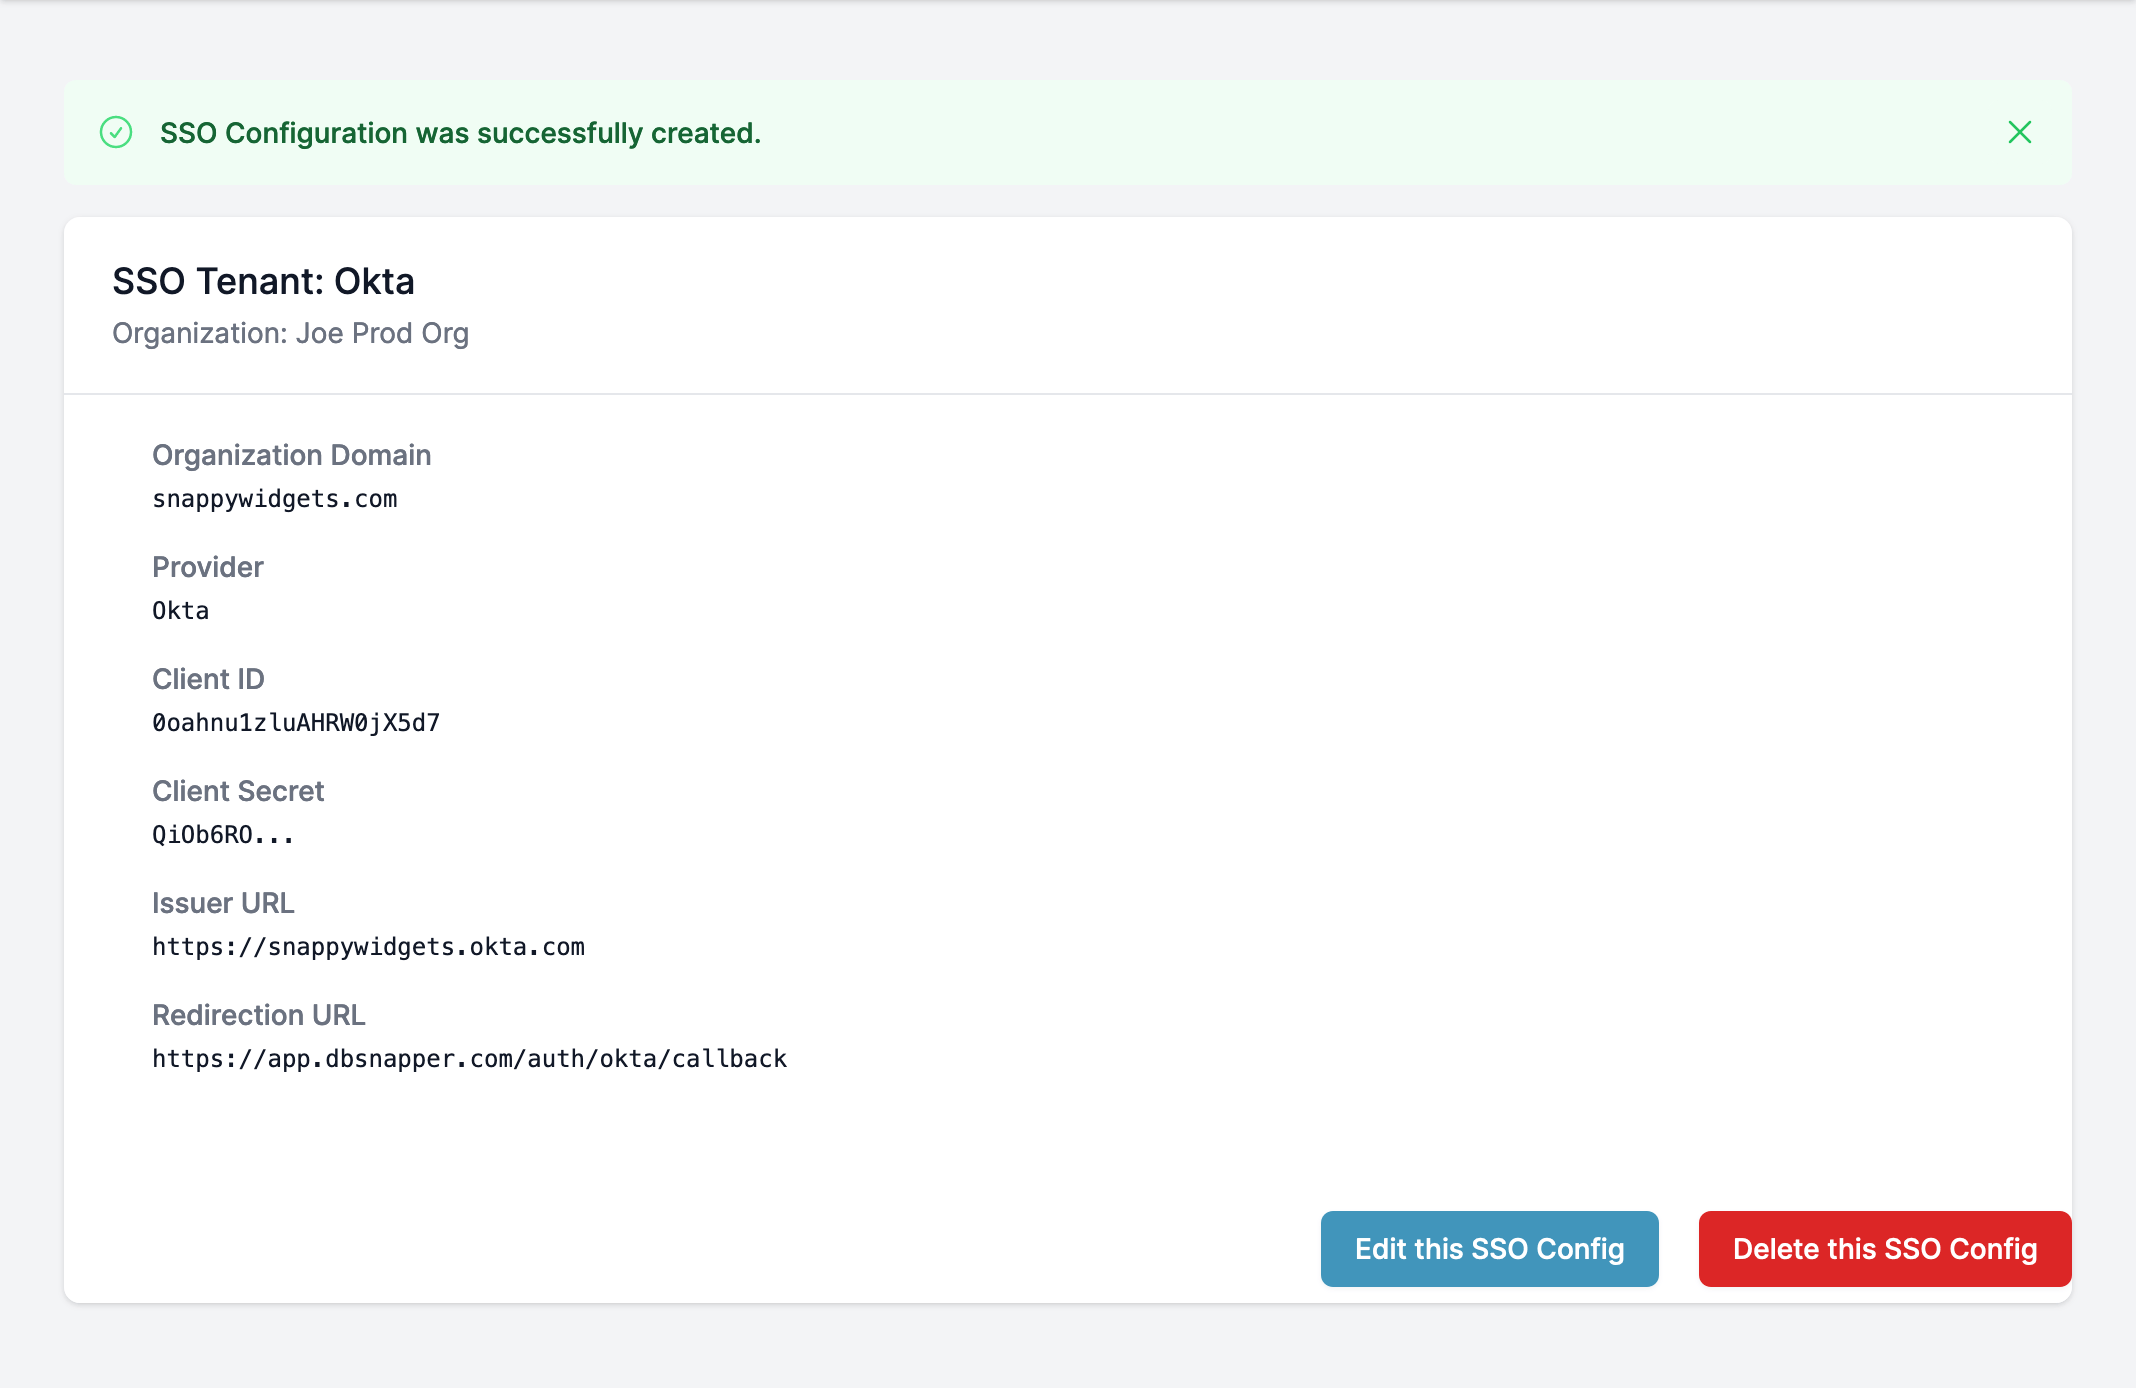 SSO Configuration was successfully created.
SSO Tenant: Okta
Organization: Joe Prod Org
Organization Domain
snappywidgets.com
Provider
Okta
Client ID
0oahnu1zluAHRW0jX5d7
Client Secret
QiOb6RO...
Issuer URL
https://snappywidgets.okta.com
Redirection URL
https://app.dbsnapper.com/auth/okta/callback
Edit this SSO Config
Delete this SSO Config